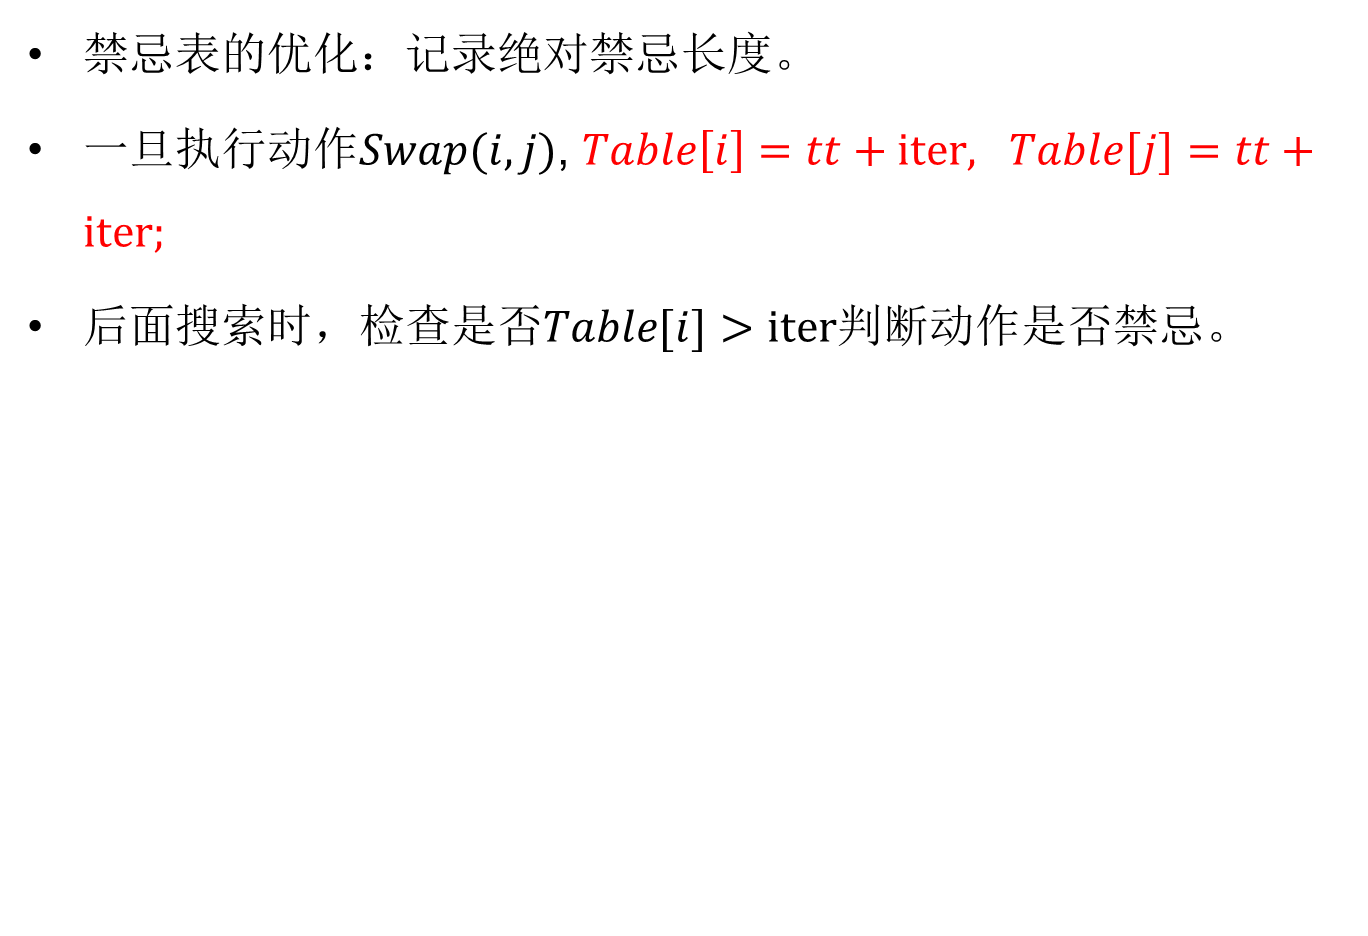 • 禁忌表的优化：记录绝对禁忌长度。
• 一旦执行动作Swap(i,j), Table[i] = tt + iter, Table[j] = tt +
iter;
• 后面搜索时，检查是否Table[i] > iter判断动作是否禁忌。